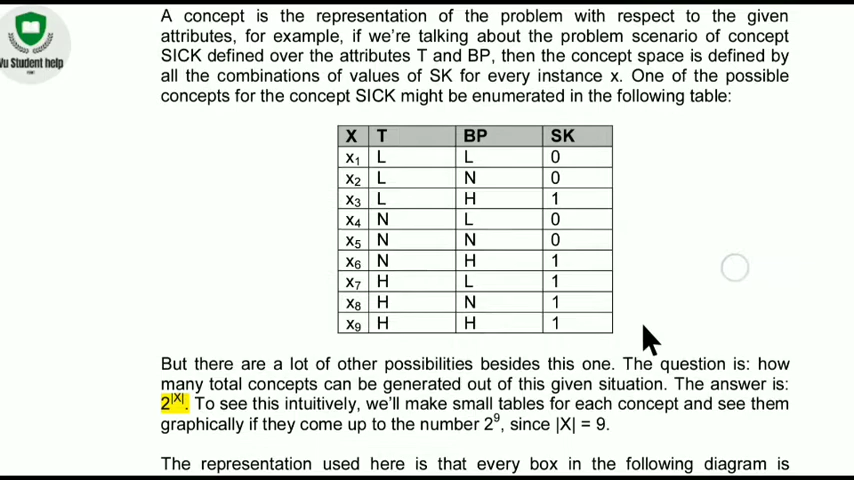 A concept is the representation of the problem with respect to the given
attributes, for example, if we're talking about the problem scenario of concept
SICK defined over the attributes T and BP, then the concept space is defined by
all the combinations of values of SK for every instance x. One of the possible
concepts for the concept SICK might be enumerated in the following table:
Vu Student help
X T BP SK
x₁ L L 0
x₂ L N 0
x₃ L H 1
x₄ N L 0
x₅ N N 0
x₆ N H 1
x₇ H L 1
x₈ H N 1
x₉ H H 1
But there are a lot of other possibilities besides this one. The question is: how
many total concepts can be generated out of this given situation. The answer is:
2^|X|. To see this intuitively, we'll make small tables for each concept and see them
graphically if they come up to the number 2⁹, since |X| = 9.
The representation used here is that every box in the following diagram is